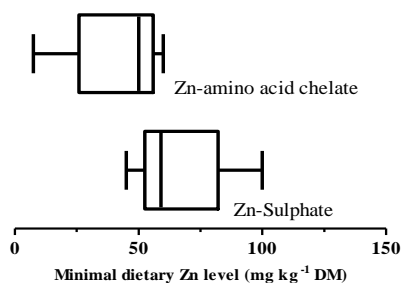 Zn-amino acid chelate
Zn-Sulphate
0 50 100 150
Minimal dietary Zn level (mg kg⁻¹ DM)